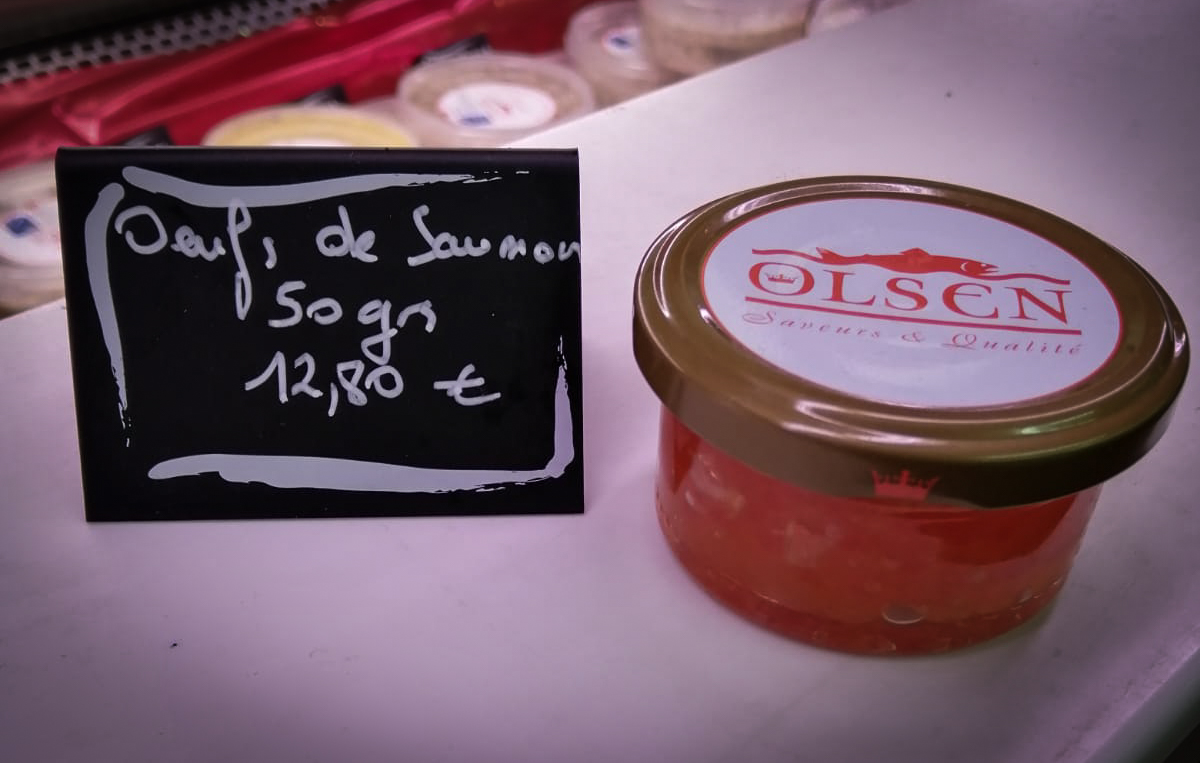 Oeufs de Saumon
50 grs
12,80 €
OLSEN
Saveurs & Qualité